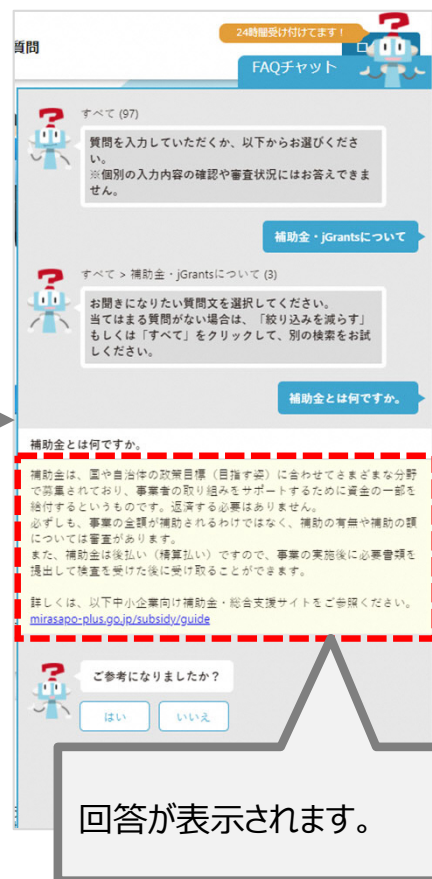 質問
24時間受け付けてます！
FAQチャット
すべて (97)
質問を入力していただくか、以下からお選びくださ
い。
※個別の入力内容の確認や審査状況にはお答えできま
せん。
補助金・jGrantsについて
すべて > 補助金・jGrantsについて (3)
お聞きになりたい質問文を選択してください。
当てはまる質問がない場合は、「絞り込みを減らす」
もしくは「すべて」をクリックして、別の検索をお試
しください。
補助金とは何ですか。
補助金とは何ですか。
補助金は、国や自治体の政策目標（目指す姿）に合わせてさまざまな分野
で募集されており、事業者の取り組みをサポートするために資金の一部を
給付するというものです。返済する必要はありません。
必ずしも、事業の全額が補助されるわけではなく、補助の有無や補助の額
については審査があります。
また、補助金は後払い（精算払い）ですので、事業の実施後に必要書類を
提出して検査を受けた後に受け取ることができます。
詳しくは、以下中小企業向け補助金・総合支援サイトをご参照ください。
mirasapo-plus.go.jp/subsidy/guide
ご参考になりましたか？
はい
いいえ
回答が表示されます。